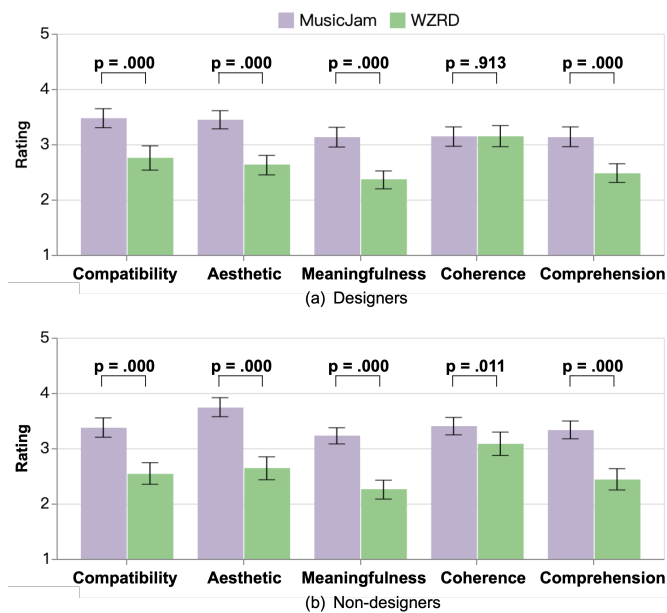 MusicJam WZRD
5
p = .000 p = .000 p = .000 p = .913 p = .000
4
3
Rating
2
1
Compatibility Aesthetic Meaningfulness Coherence Comprehension
(a) Designers
5
p = .000 p = .000 p = .000 p = .011 p = .000
4
3
Rating
2
1
Compatibility Aesthetic Meaningfulness Coherence Comprehension
(b) Non-designers